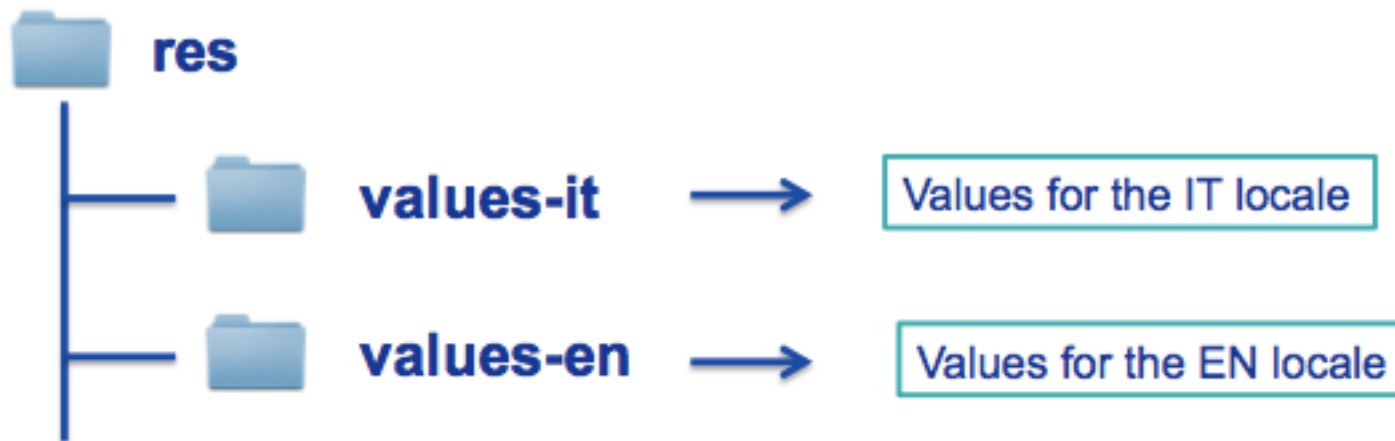 res
values-it
Values for the IT locale
values-en
Values for the EN locale